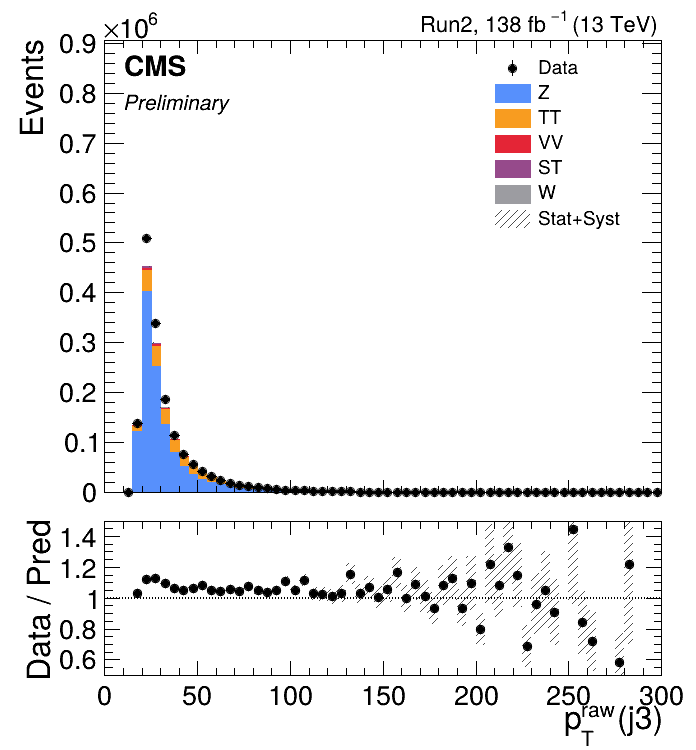 ×10⁶
Run2, 138 fb⁻¹ (13 TeV)
CMS
Preliminary
Data
Z
TT
VV
ST
W
Stat+Syst
Events
0.9
0.8
0.7
0.6
0.5
0.4
0.3
0.2
0.1
0
Data / Pred
1.4
1.2
1
0.8
0.6
0 50 100 150 200 250 300
p_T^raw(j3)